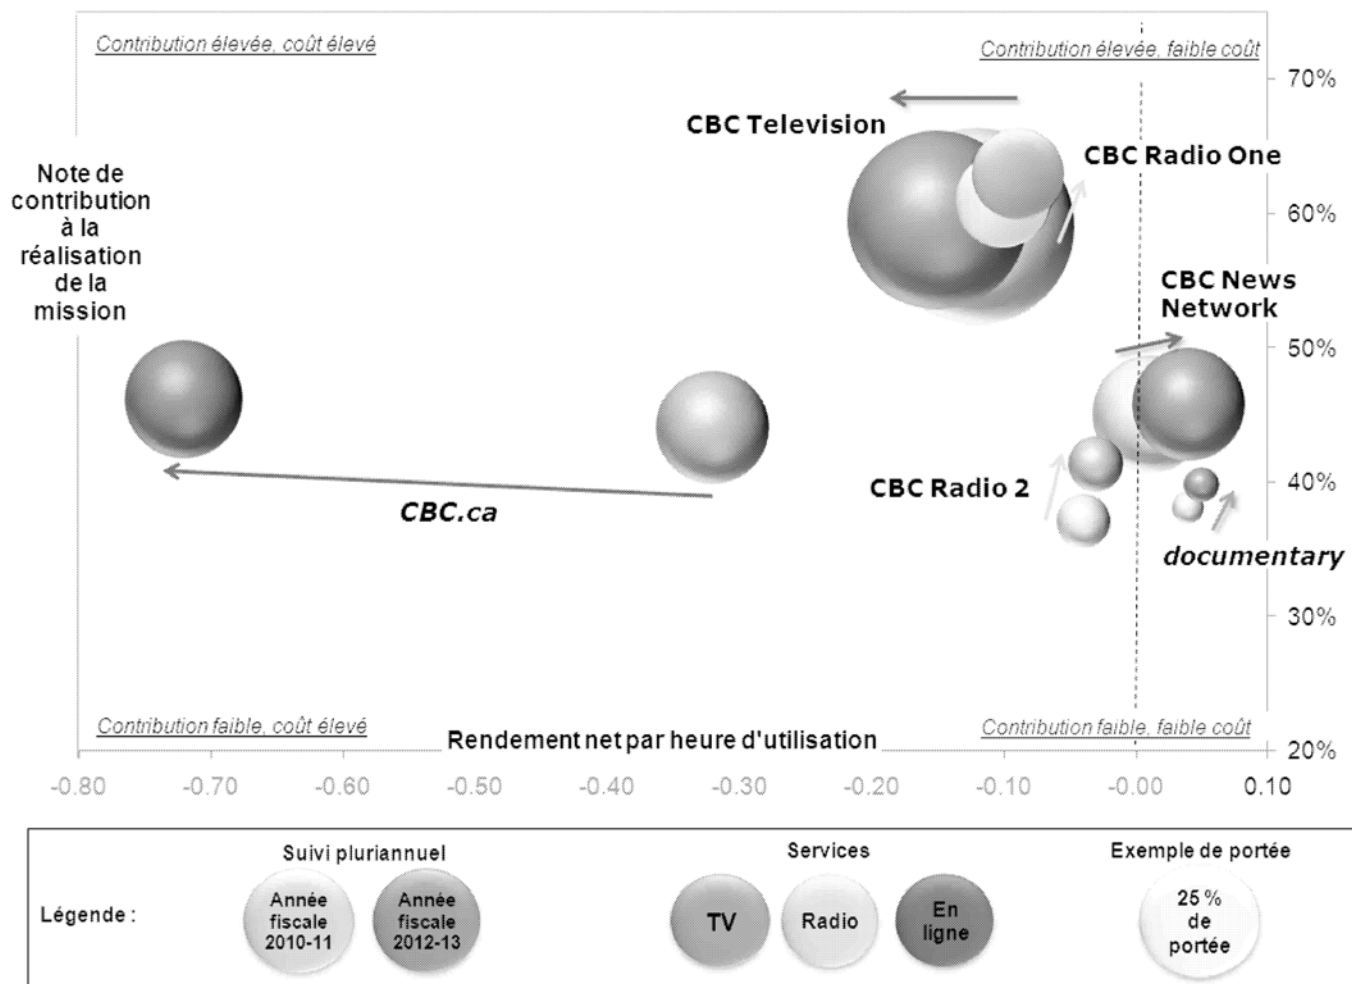 Contribution élevée, coût élevé
Contribution élevée, faible coût
70%
CBC Television
CBC Radio One
Note de
contribution
à la
réalisation
de la
mission
60%
CBC News
Network
50%
CBC Radio 2
40%
CBC.ca
documentary
30%
Contribution faible, coût élevé
Rendement net par heure d'utilisation
Contribution faible, faible coût
20%
-0.80 -0.70 -0.60 -0.50 -0.40 -0.30 -0.20 -0.10 -0.00 0.10
Suivi pluriannuel
Services
Exemple de portée
Légende :
Année
fiscale
2010-11
Année
fiscale
2012-13
TV
Radio
En
ligne
25 %
de
portée